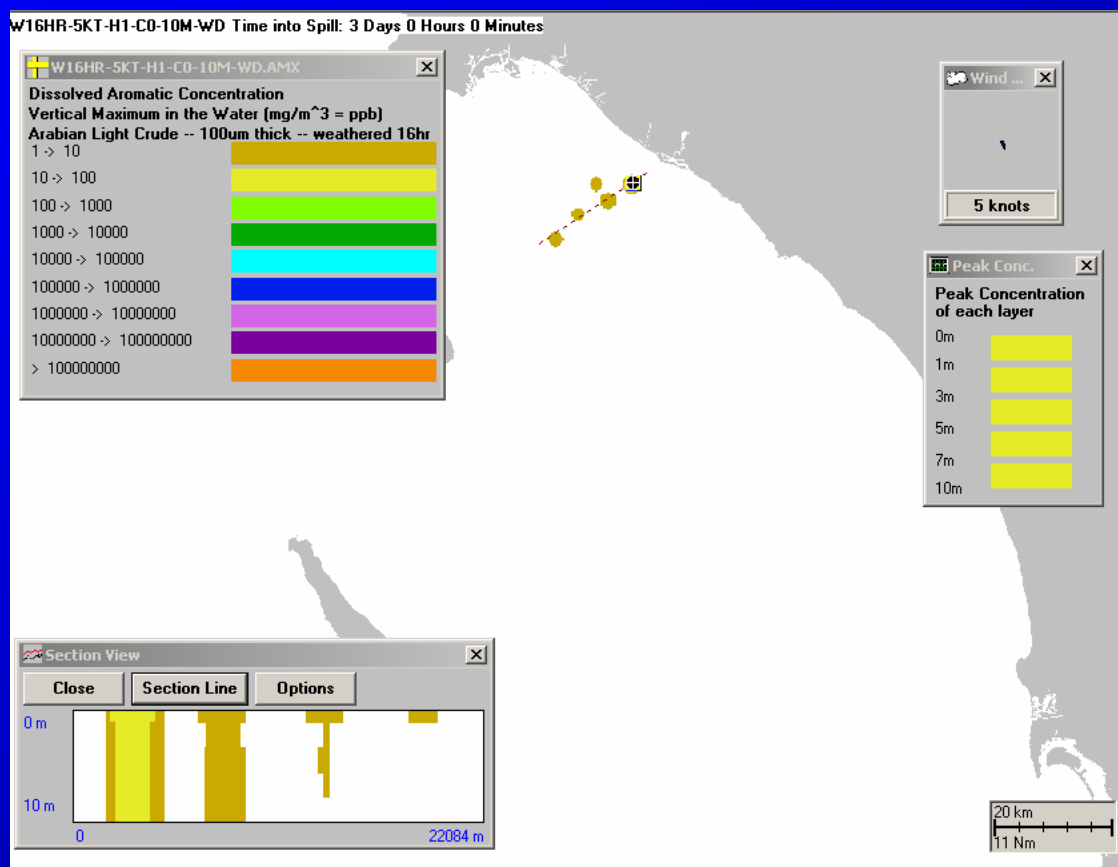 W16HR-5KT-H1-C0-10M-WD Time into Spill: 3 Days 0 Hours 0 Minutes
W16HR-5KT-H1-C0-10M-WD.AMX
Dissolved Aromatic Concentration
Vertical Maximum in the Water (mg/m^3 = ppb)
Arabian Light Crude -- 100um thick -- weathered 16hr
1 -> 10
10 -> 100
100 -> 1000
1000 -> 10000
10000 -> 100000
100000 -> 1000000
1000000 -> 10000000
10000000 -> 100000000
> 100000000
Wind ...
5 knots
Peak Conc.
Peak Concentration
of each layer
0m
1m
3m
5m
7m
10m
Section View
Close Section Line Options
0 m
10 m
0 22084 m
20 km
11 Nm